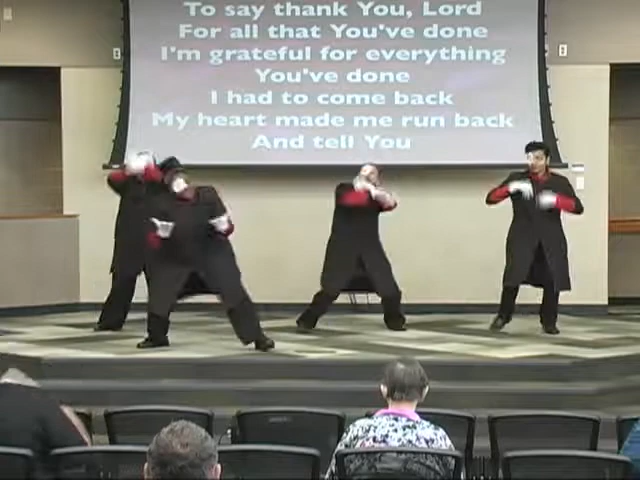 To say thank You, Lord
For all that You've done
I'm grateful for everything
You've done
I had to come back
My heart made me run back
And tell You